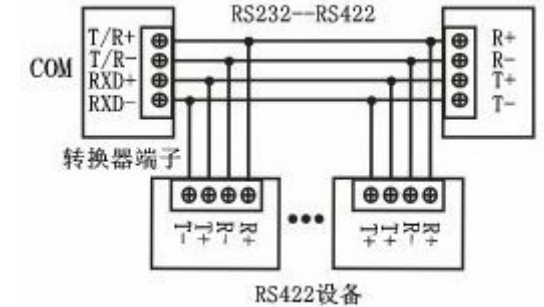 RS232--RS422
COM
T/R+
T/R-
RXD+
RXD-
R+
R-
T+
T-
转换器端子
T- T+ R- R+
T+ T+ R- R+
RS422设备